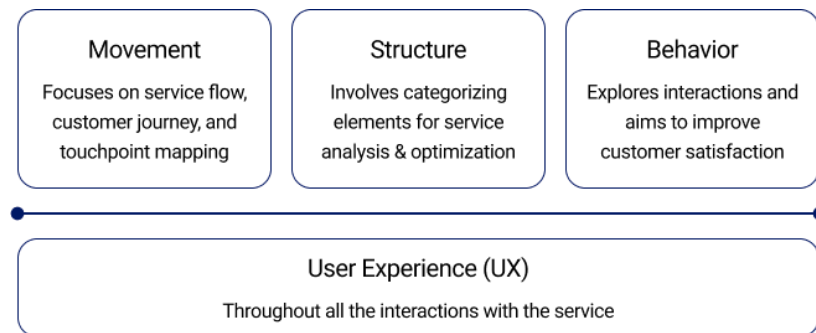 Movement
Focuses on service flow,
customer journey, and
touchpoint mapping
Structure
Involves categorizing
elements for service
analysis & optimization
Behavior
Explores interactions and
aims to improve
customer satisfaction
User Experience (UX)
Throughout all the interactions with the service